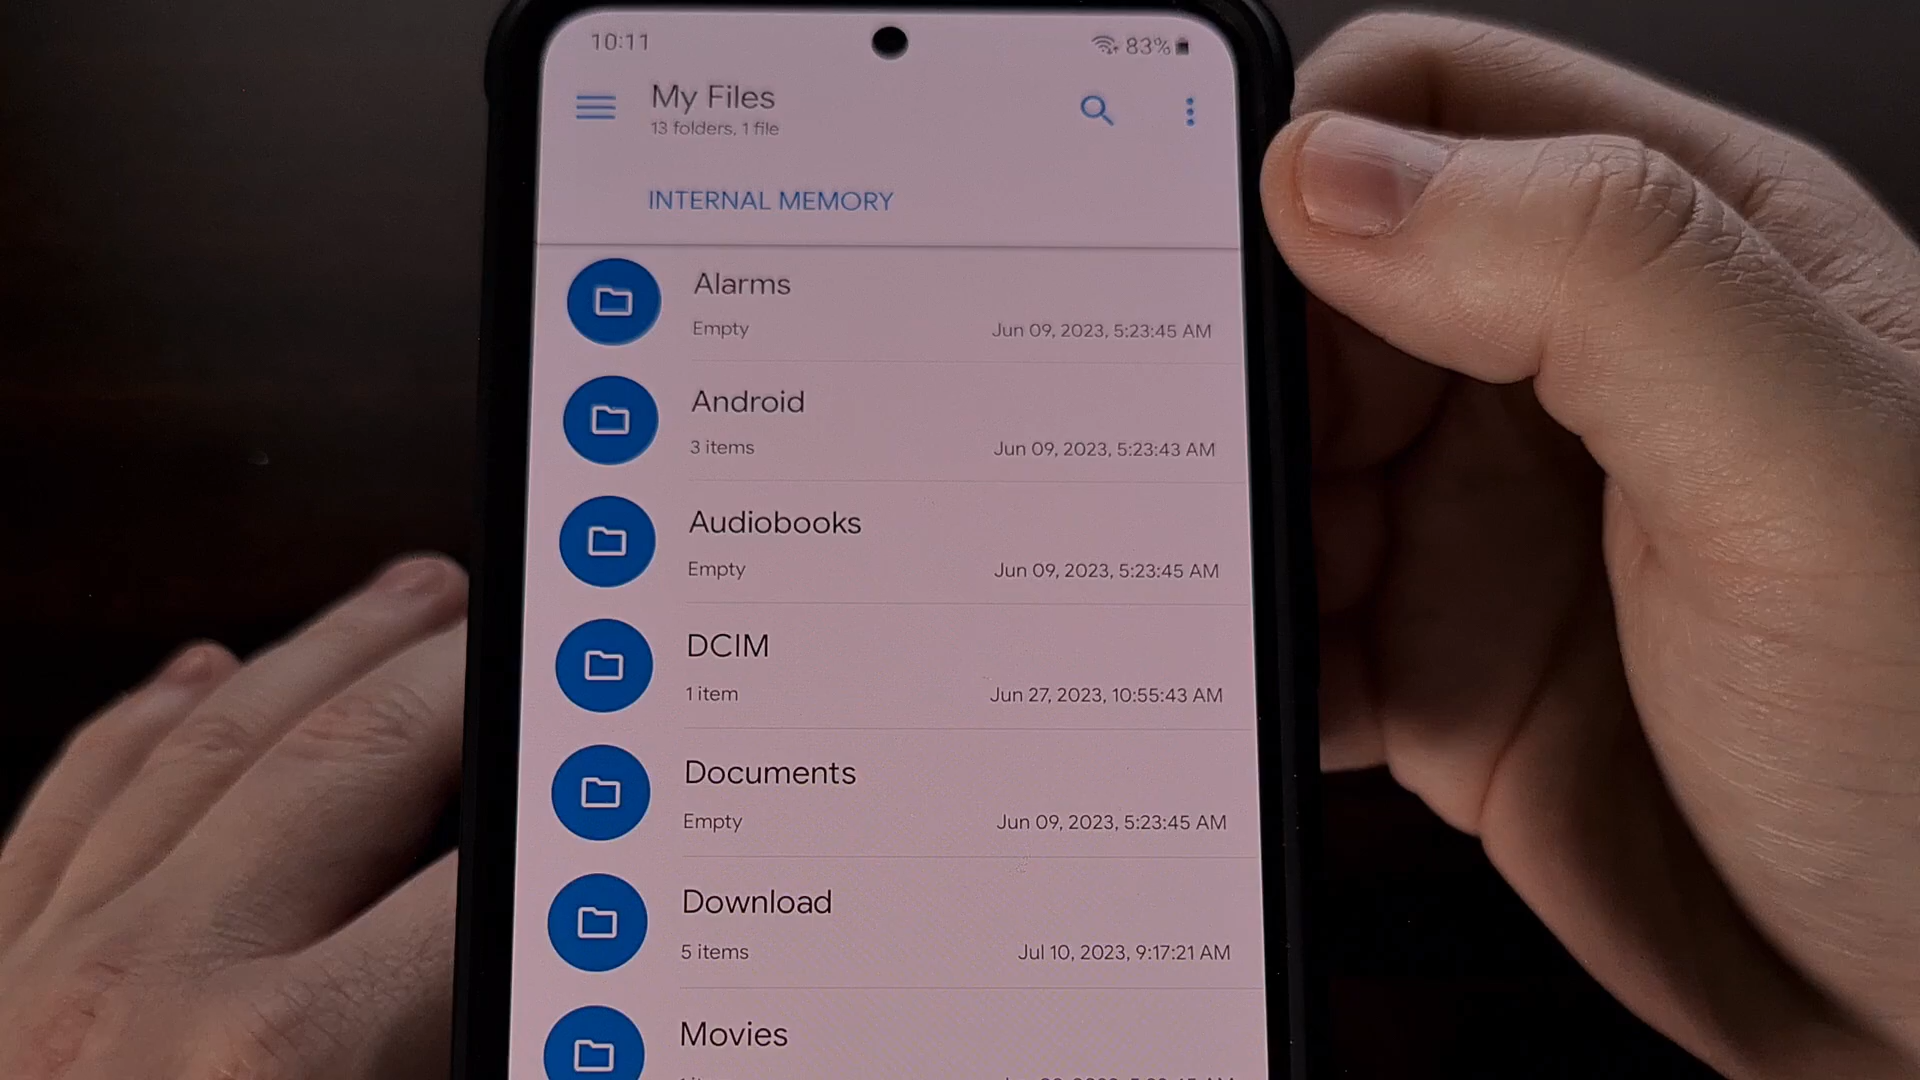 10:11
83%
My Files
13 folders, 1 file
INTERNAL MEMORY
Alarms
Empty
Jun 09, 2023, 5:23:45 AM
Android
3 items
Jun 09, 2023, 5:23:43 AM
Audiobooks
Empty
Jun 09, 2023, 5:23:45 AM
DCIM
1 item
Jun 27, 2023, 10:55:43 AM
Documents
Empty
Jun 09, 2023, 5:23:45 AM
Download
5 items
Jul 10, 2023, 9:17:21 AM
Movies